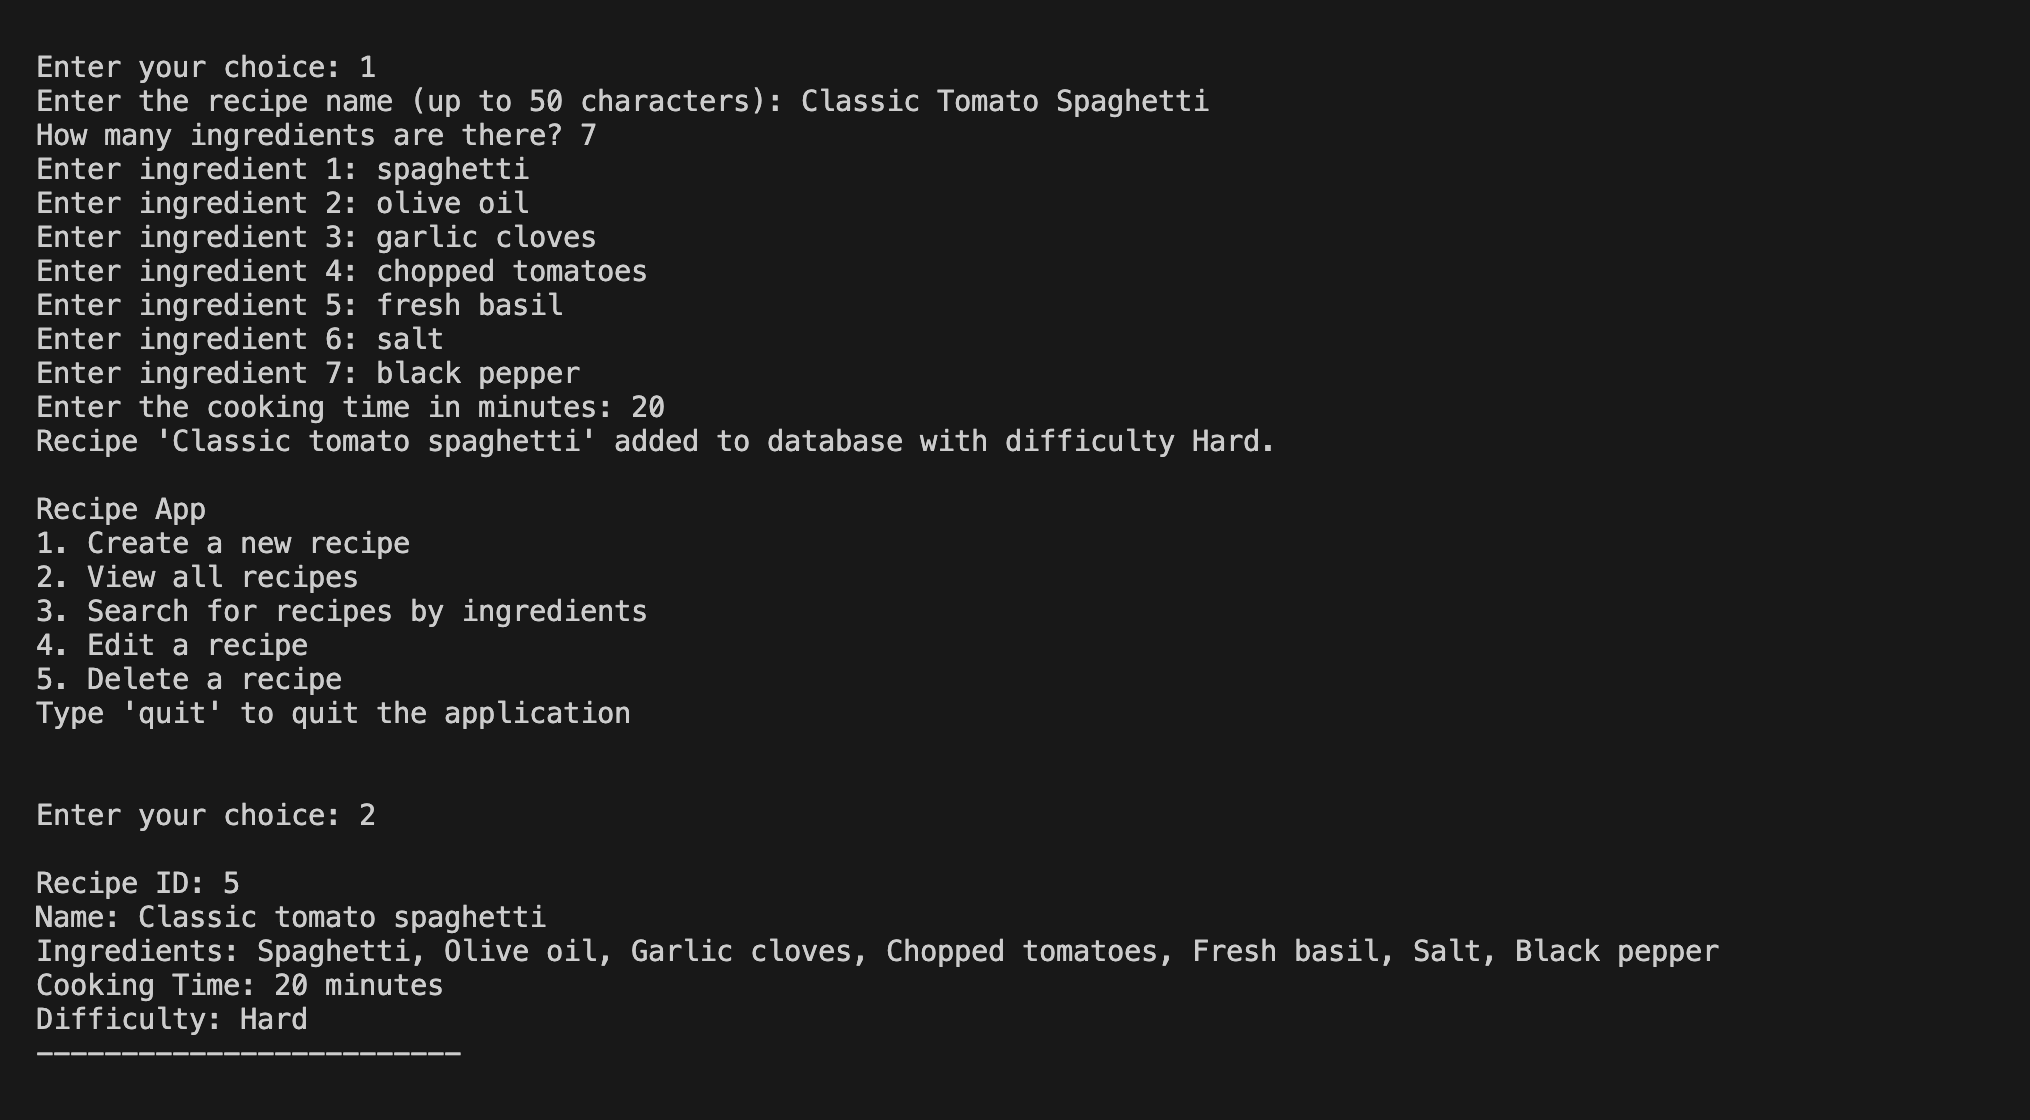 Enter your choice: 1
Enter the recipe name (up to 50 characters): Classic Tomato Spaghetti
How many ingredients are there? 7
Enter ingredient 1: spaghetti
Enter ingredient 2: olive oil
Enter ingredient 3: garlic cloves
Enter ingredient 4: chopped tomatoes
Enter ingredient 5: fresh basil
Enter ingredient 6: salt
Enter ingredient 7: black pepper
Enter the cooking time in minutes: 20
Recipe 'Classic tomato spaghetti' added to database with difficulty Hard.
Recipe App
1. Create a new recipe
2. View all recipes
3. Search for recipes by ingredients
4. Edit a recipe
5. Delete a recipe
Type 'quit' to quit the application
Enter your choice: 2
Recipe ID: 5
Name: Classic tomato spaghetti
Ingredients: Spaghetti, Olive oil, Garlic cloves, Chopped tomatoes, Fresh basil, Salt, Black pepper
Cooking Time: 20 minutes
Difficulty: Hard
-------------------------